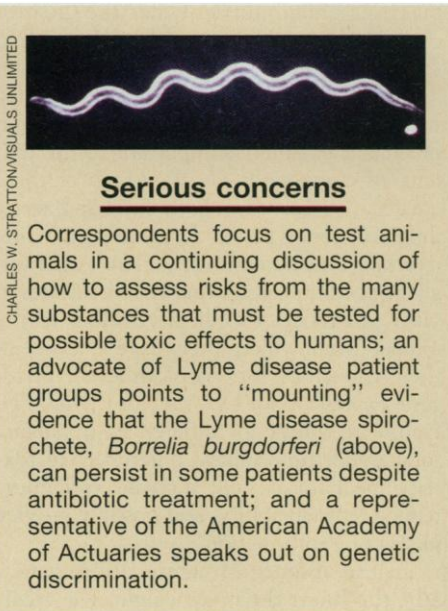 CHARLES W. STRATTON/VISUALS UNLIMITED
Serious concerns
Correspondents focus on test ani-
mals in a continuing discussion of
how to assess risks from the many
substances that must be tested for
possible toxic effects to humans; an
advocate of Lyme disease patient
groups points to "mounting" evi-
dence that the Lyme disease spiro-
chete, Borrelia burgdorferi (above),
can persist in some patients despite
antibiotic treatment; and a repre-
sentative of the American Academy
of Actuaries speaks out on genetic
discrimination.